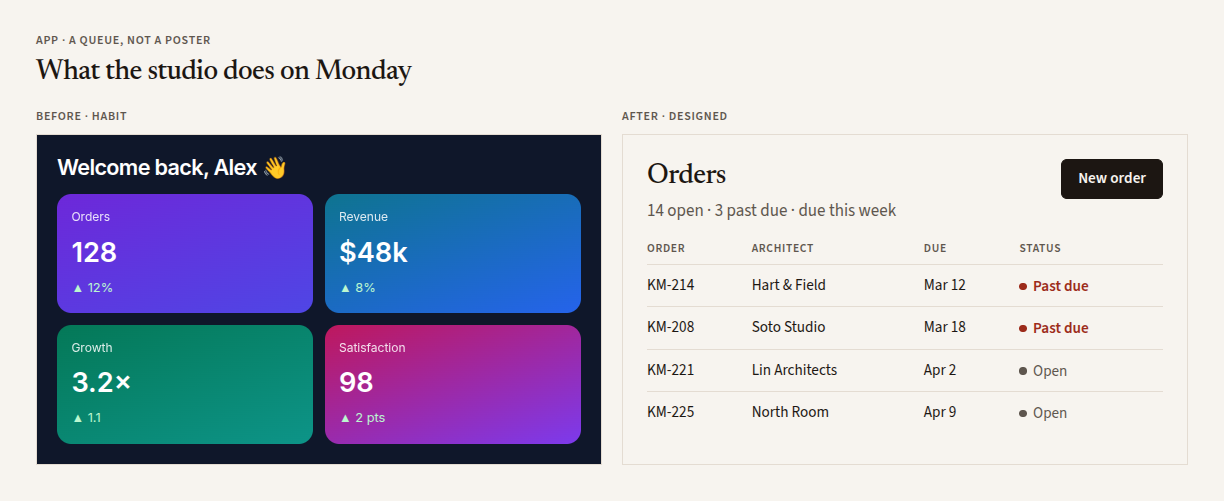 APP · A QUEUE, NOT A POSTER
What the studio does on Monday
BEFORE · HABIT
Welcome back, Alex 👋
Orders
128
▲ 12%
Revenue
$48k
▲ 8%
Growth
3.2×
▲ 1.1
Satisfaction
98
▲ 2 pts
AFTER · DESIGNED
Orders
New order
14 open · 3 past due · due this week
ORDER ARCHITECT DUE STATUS
KM-214 Hart & Field Mar 12 Past due
KM-208 Soto Studio Mar 18 Past due
KM-221 Lin Architects Apr 2 Open
KM-225 North Room Apr 9 Open